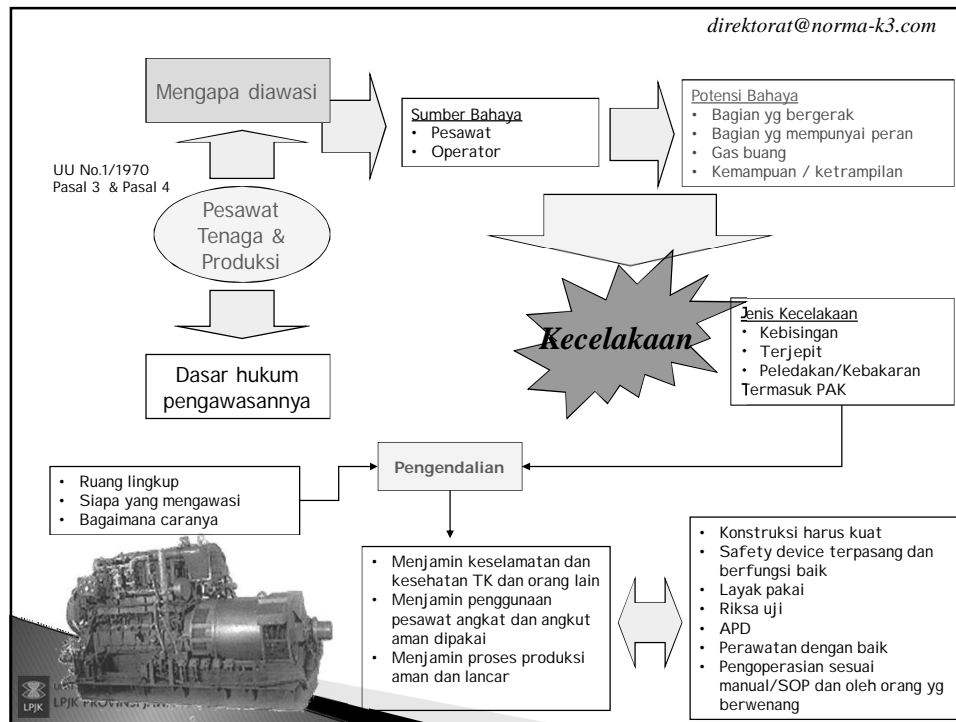 direktorat@norma-k3.com
Mengapa diawasi
Sumber Bahaya
• Pesawat
• Operator
Potensi Bahaya
• Bagian yg bergerak
• Bagian yg mempunyai peran
• Gas buang
• Kemampuan / ketrampilan
UU No.1/1970
Pasal 3 & Pasal 4
Pesawat
Tenaga &
Produksi
Kecelakaan
Jenis Kecelakaan
• Kebisingan
• Terjepit
• Peledakan/Kebakaran
Termasuk PAK
Dasar hukum
pengawasannya
Pengendalian
• Ruang lingkup
• Siapa yang mengawasi
• Bagaimana caranya
• Menjamin keselamatan dan
kesehatan TK dan orang lain
• Menjamin penggunaan
pesawat angkat dan angkut
aman dipakai
• Menjamin proses produksi
aman dan lancar
• Konstruksi harus kuat
• Safety device terpasang dan
berfungsi baik
• Layak pakai
• Riksa uji
• APD
• Perawatan dengan baik
• Pengoperasian sesuai
manual/SOP dan oleh orang yg
berwenang
LPJK
LPJK PROVINSI